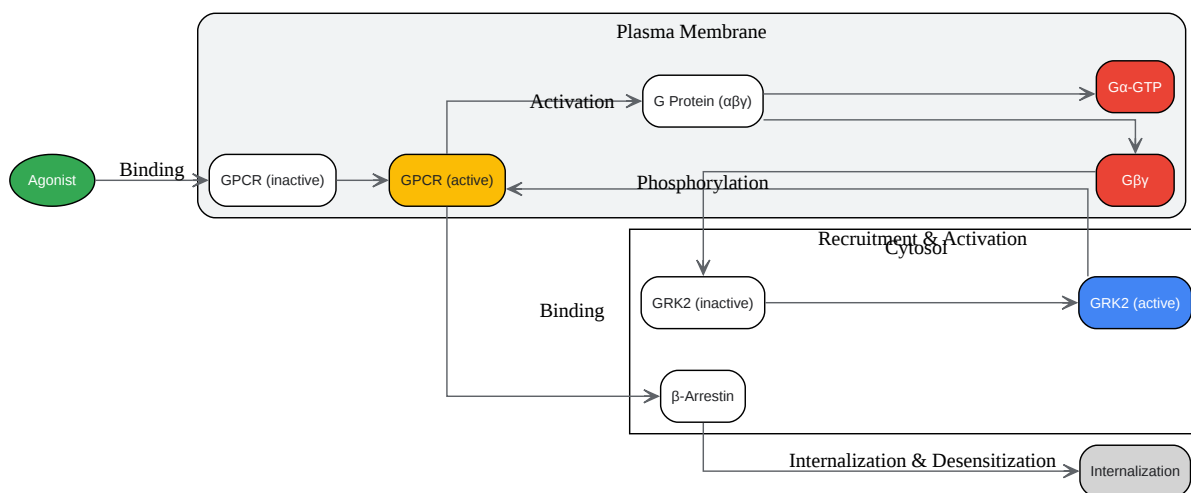 Plasma Membrane
Gα-GTP
G Protein (αβγ)
Activation
Agonist
Binding
GPCR (inactive)
GPCR (active)
Phosphorylation
Gβγ
Recruitment & Activation
Cytosol
GRK2 (inactive)
GRK2 (active)
Binding
β-Arrestin
Internalization & Desensitization
Internalization